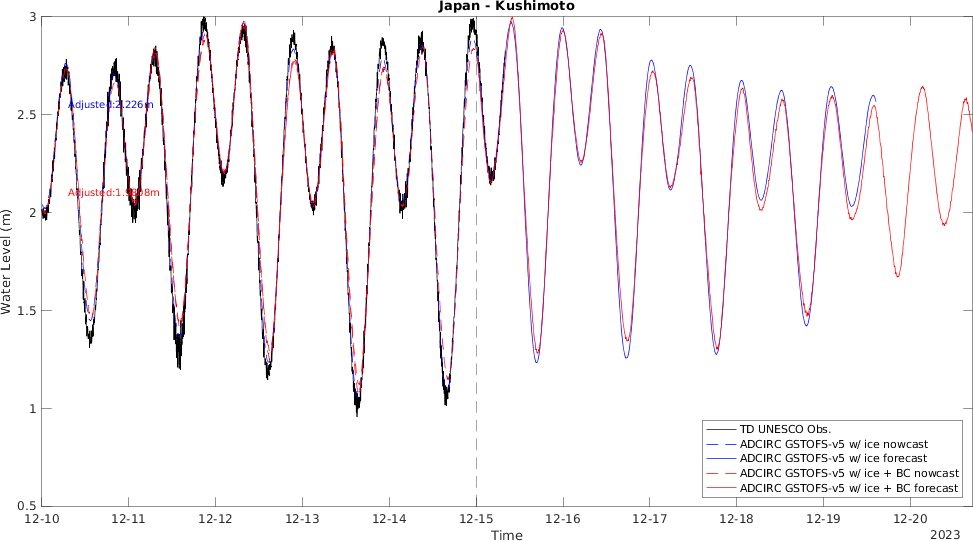 Japan - Kushimoto
3
2.5
2
1.5
1
0.5
Water Level (m)
12-10
12-11
12-12
12-13
12-14
12-15
12-16
12-17
12-18
12-19
12-20
Time
2023
TD UNESCO Obs.
ADCIRC GSTOFS-v5 w/ ice nowcast
ADCIRC GSTOFS-v5 w/ ice forecast
ADCIRC GSTOFS-v5 w/ ice + BC nowcast
ADCIRC GSTOFS-v5 w/ ice + BC forecast